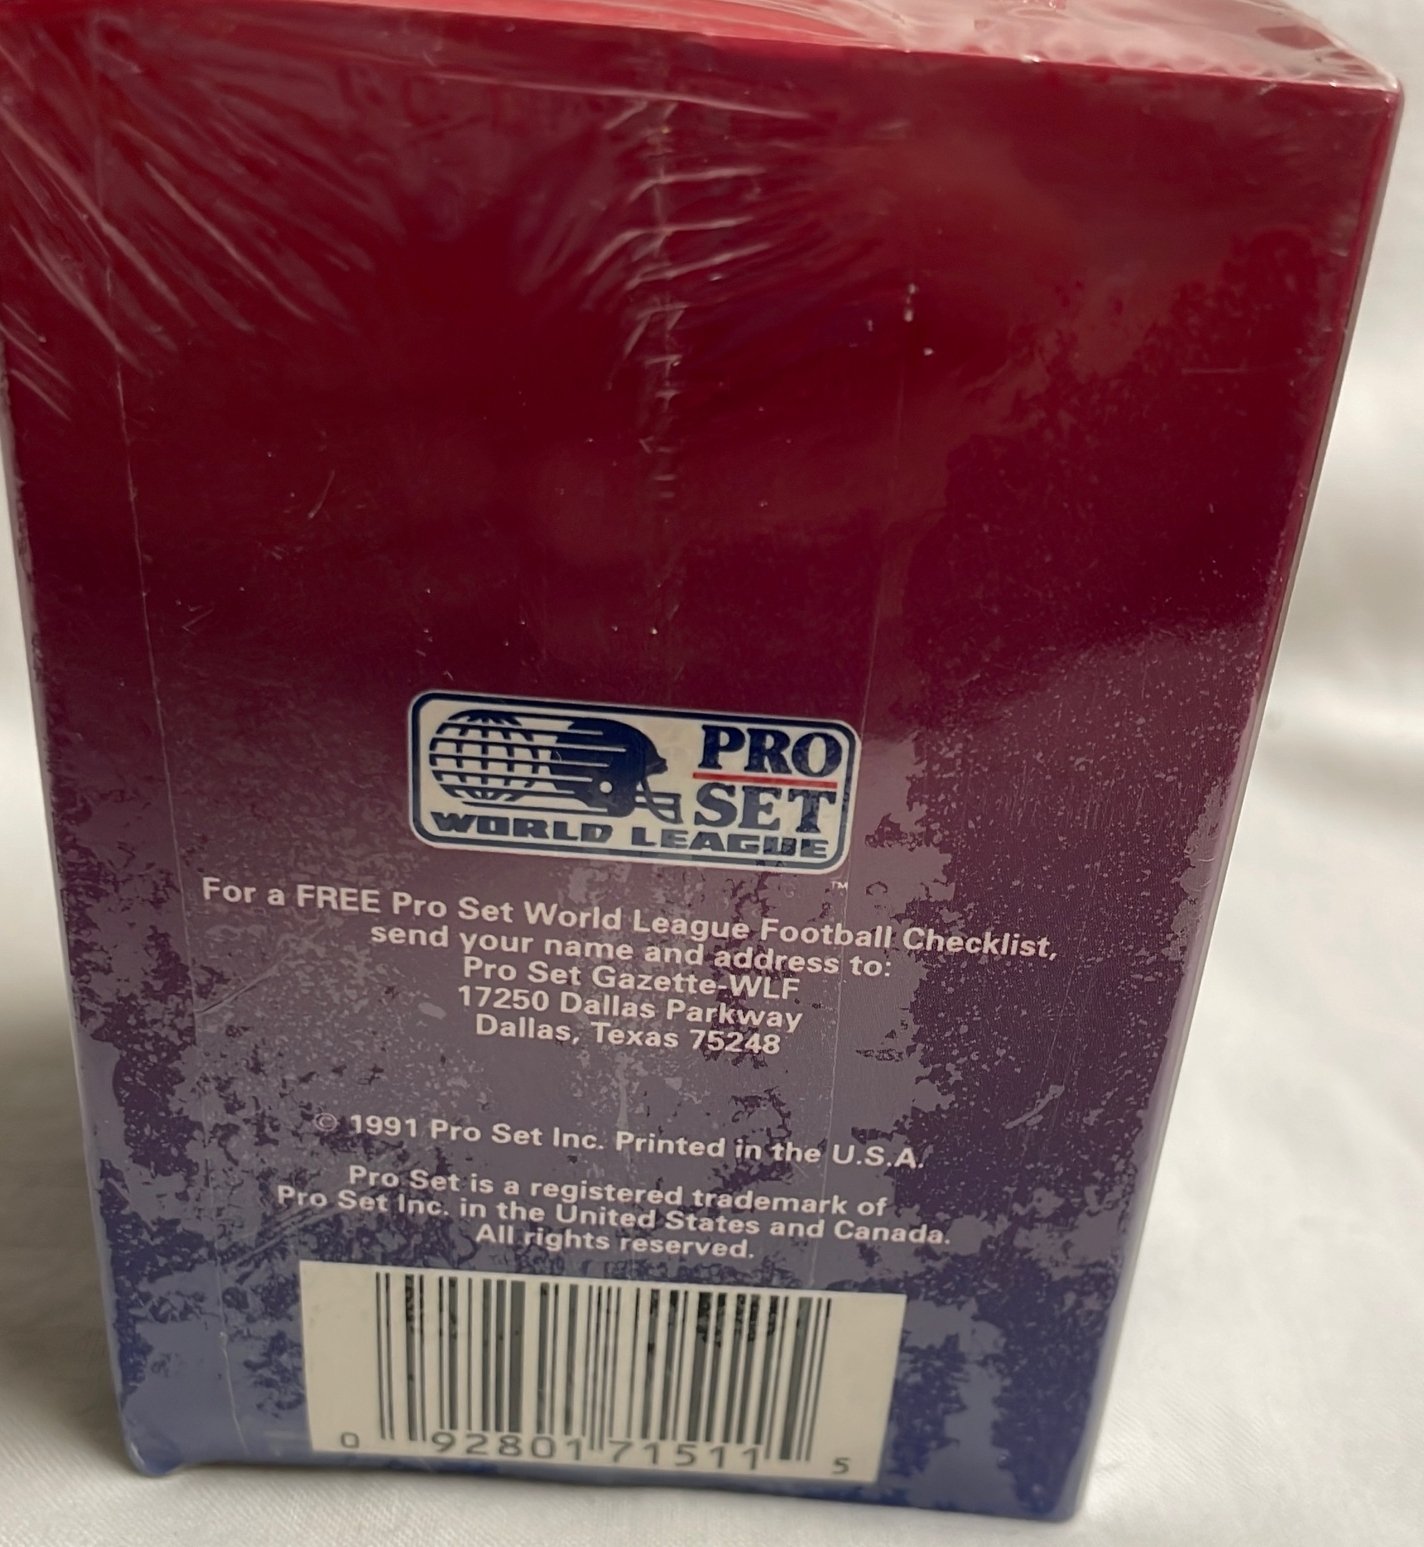 PRO
SET
WORLD LEAGUE
™
For a FREE Pro Set World League Football Checklist,
send your name and address to:
Pro Set Gazette-WLF
17250 Dallas Parkway
Dallas, Texas 75248
© 1991 Pro Set Inc. Printed in the U.S.A.
Pro Set is a registered trademark of
Pro Set Inc. in the United States and Canada.
All rights reserved.
0 92801 71511 5